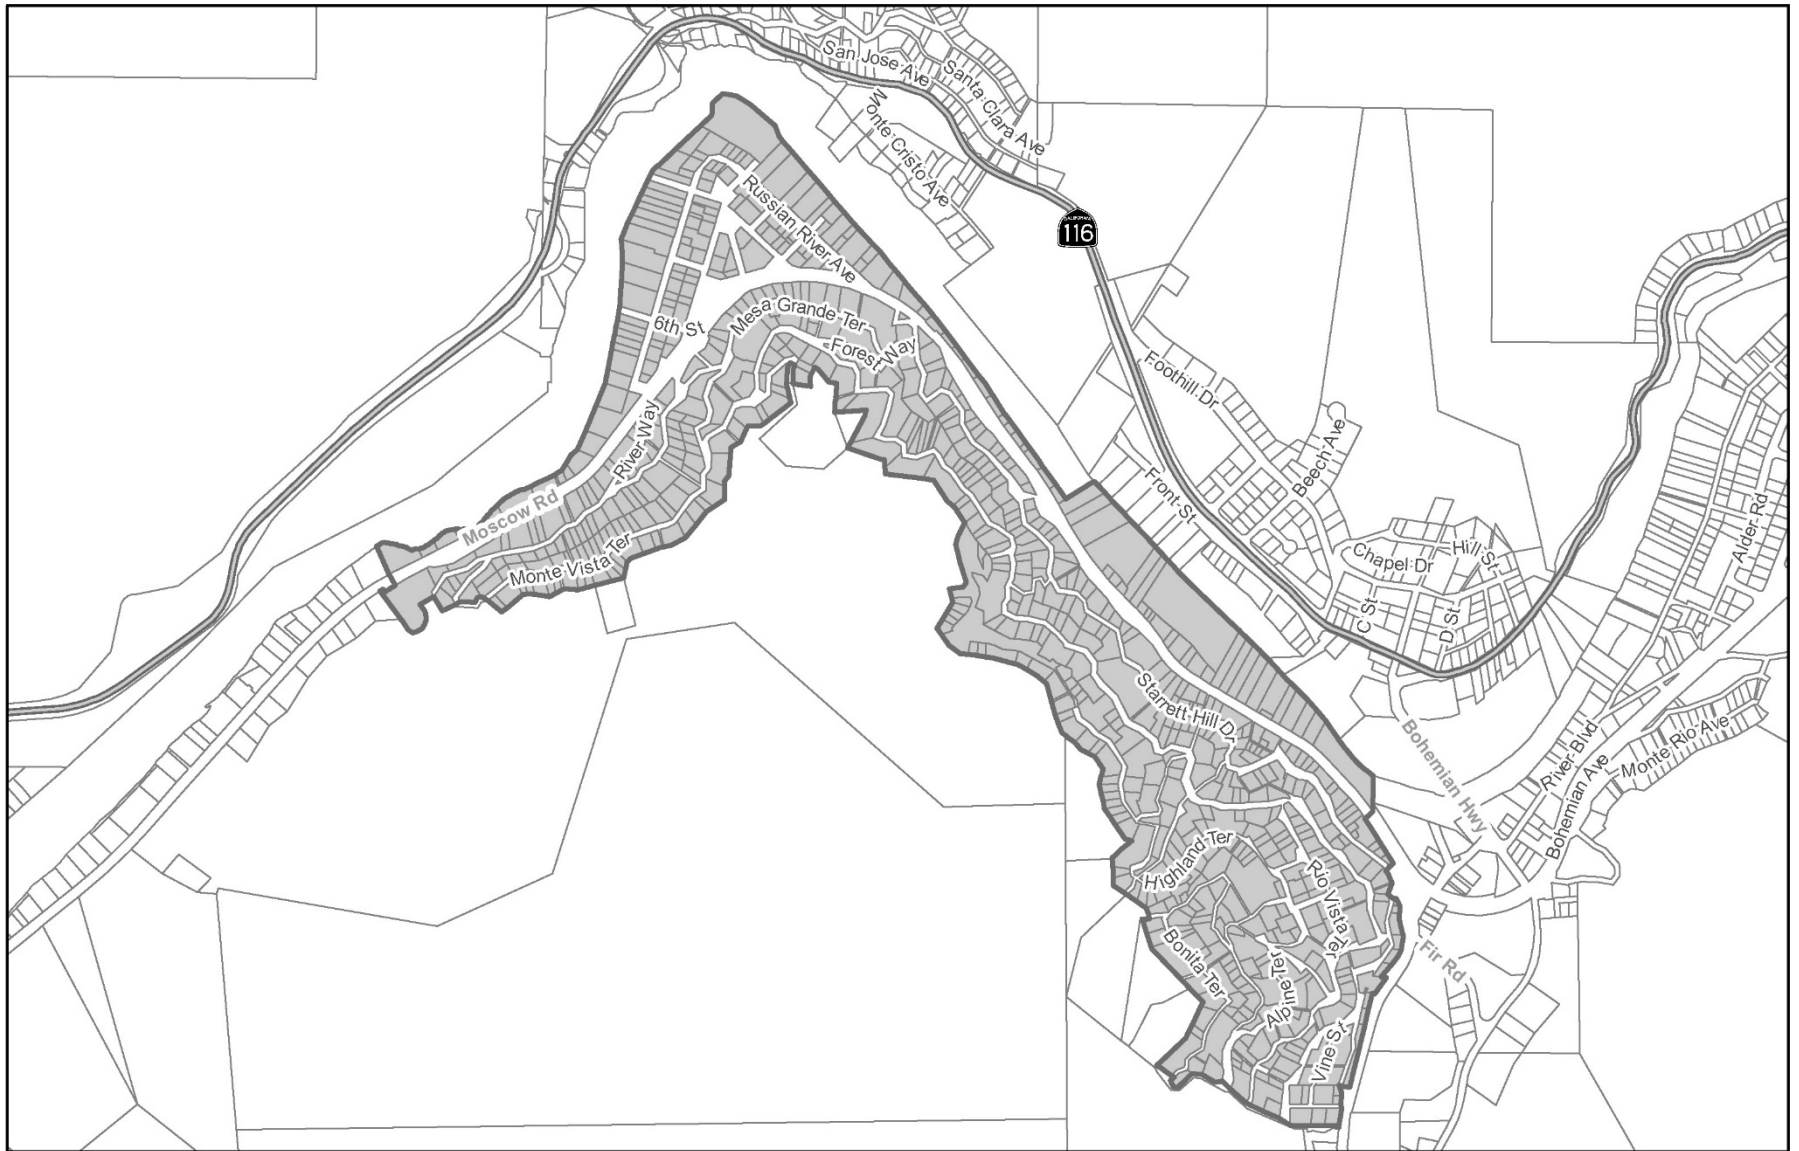 San Jose Ave
Santa Clara Ave
Monte Cristo Ave
CALIFORNIA
116
Russian River Ave
6th St
Mesa Grande Ter
Forest Way
River Way
Moscow Rd
Monte Vista Ter
Foothill Dr
Beech Ave
Front St
Chapel Dr
Hill St
C St
D St
Alder Rd
Starrett Hill Dr
Bohemian Hwy
River Blvd
Bohemian Ave
Monte Rio Ave
Highland Ter
Rio Vista Ter
Bonita Ter
Alpine Ter
Vine St
Fir Rd